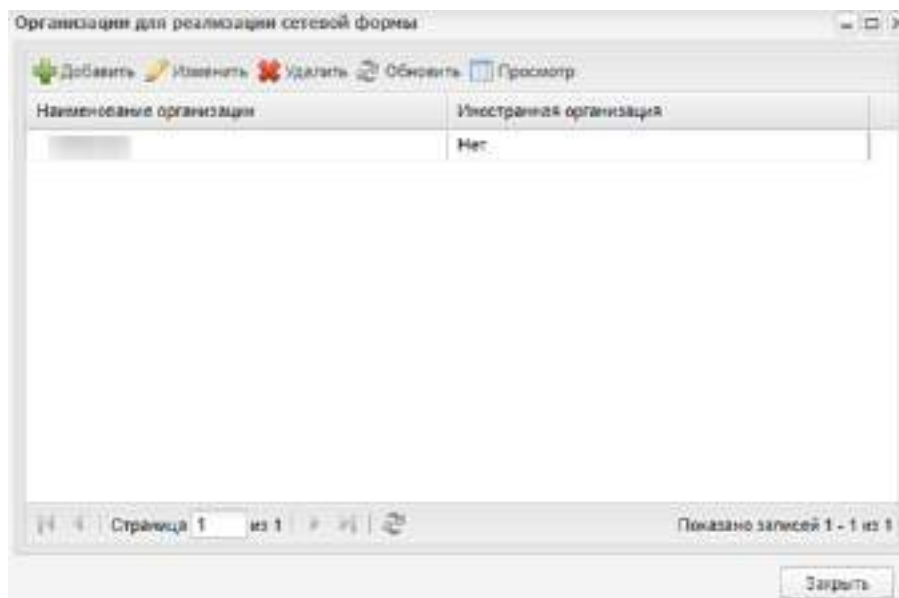 Организации для реализации сетевой формы
Добавить Изменить Удалить Обновить Просмотр
Наименование организации Иностранная организация
Нет
Страница 1 из 1 Показано записей 1 - 1 из 1
Закрыть